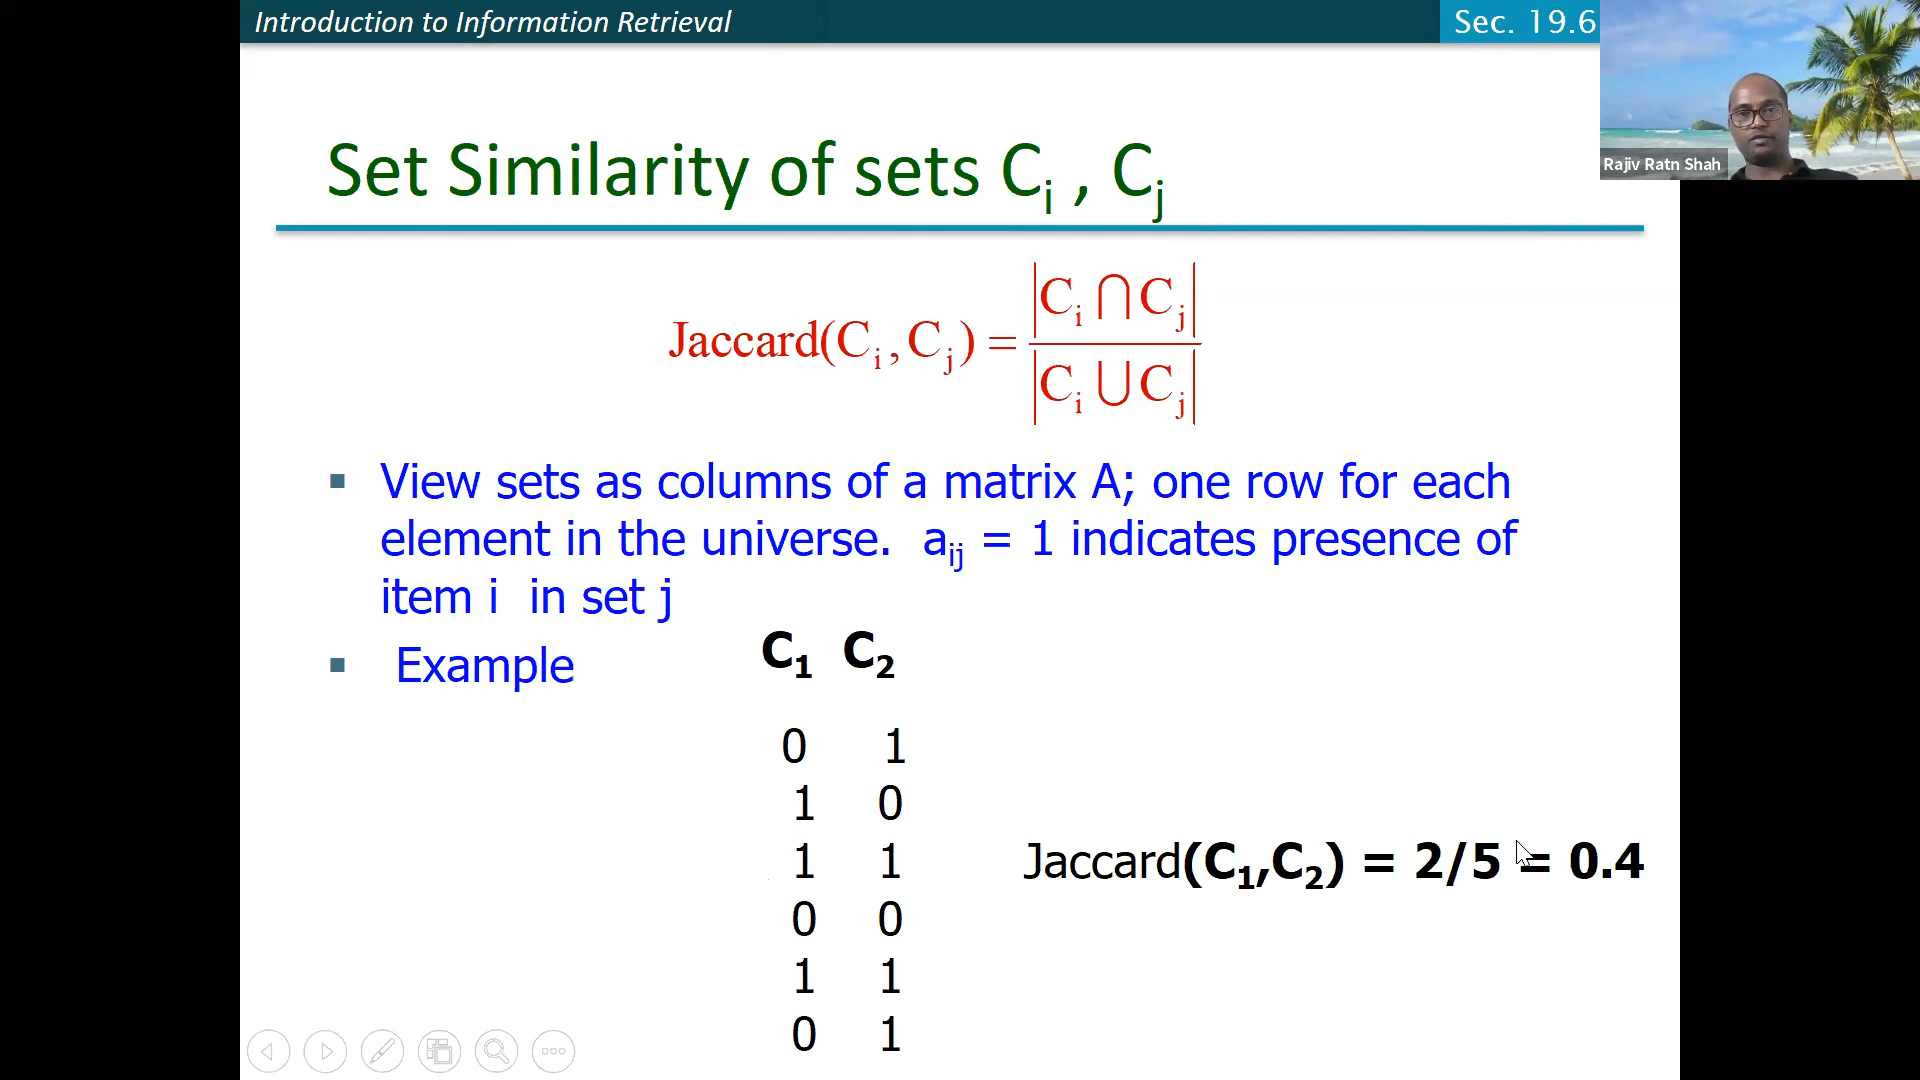 Introduction to Information Retrieval
Sec. 19.6
Rajiv Ratn Shah
Set Similarity of sets Cᵢ , Cⱼ
Jaccard(Cᵢ, Cⱼ) = |Cᵢ ⋂ Cⱼ| / |Cᵢ ⋃ Cⱼ|
▪ View sets as columns of a matrix A; one row for each
element in the universe. aᵢⱼ = 1 indicates presence of
item i in set j
▪ Example
C₁ C₂
0 1
1 0
1 1
0 0
1 1
0 1
Jaccard(C₁,C₂) = 2/5 = 0.4